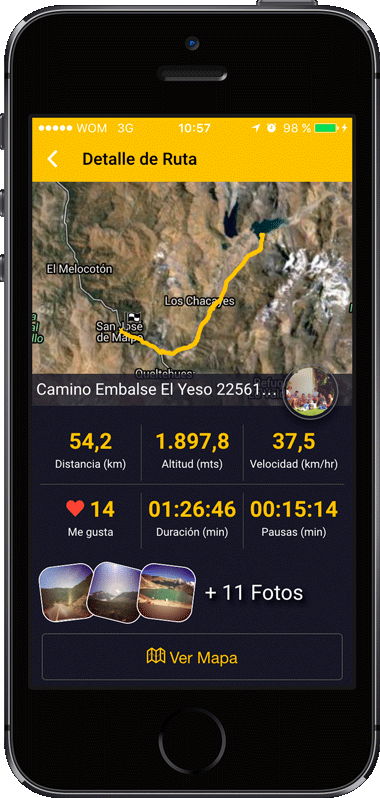 WOM 3G 10:57 98 %
Detalle de Ruta
El Melocotón
Los Chacayes
San José
de Maipo
Queltehues
Camino Embalse El Yeso 22561...
54,2 1.897,8 37,5
Distancia (km) Altitud (mts) Velocidad (km/hr)
14 01:26:46 00:15:14
Me gusta Duración (min) Pausas (min)
+ 11 Fotos
Ver Mapa